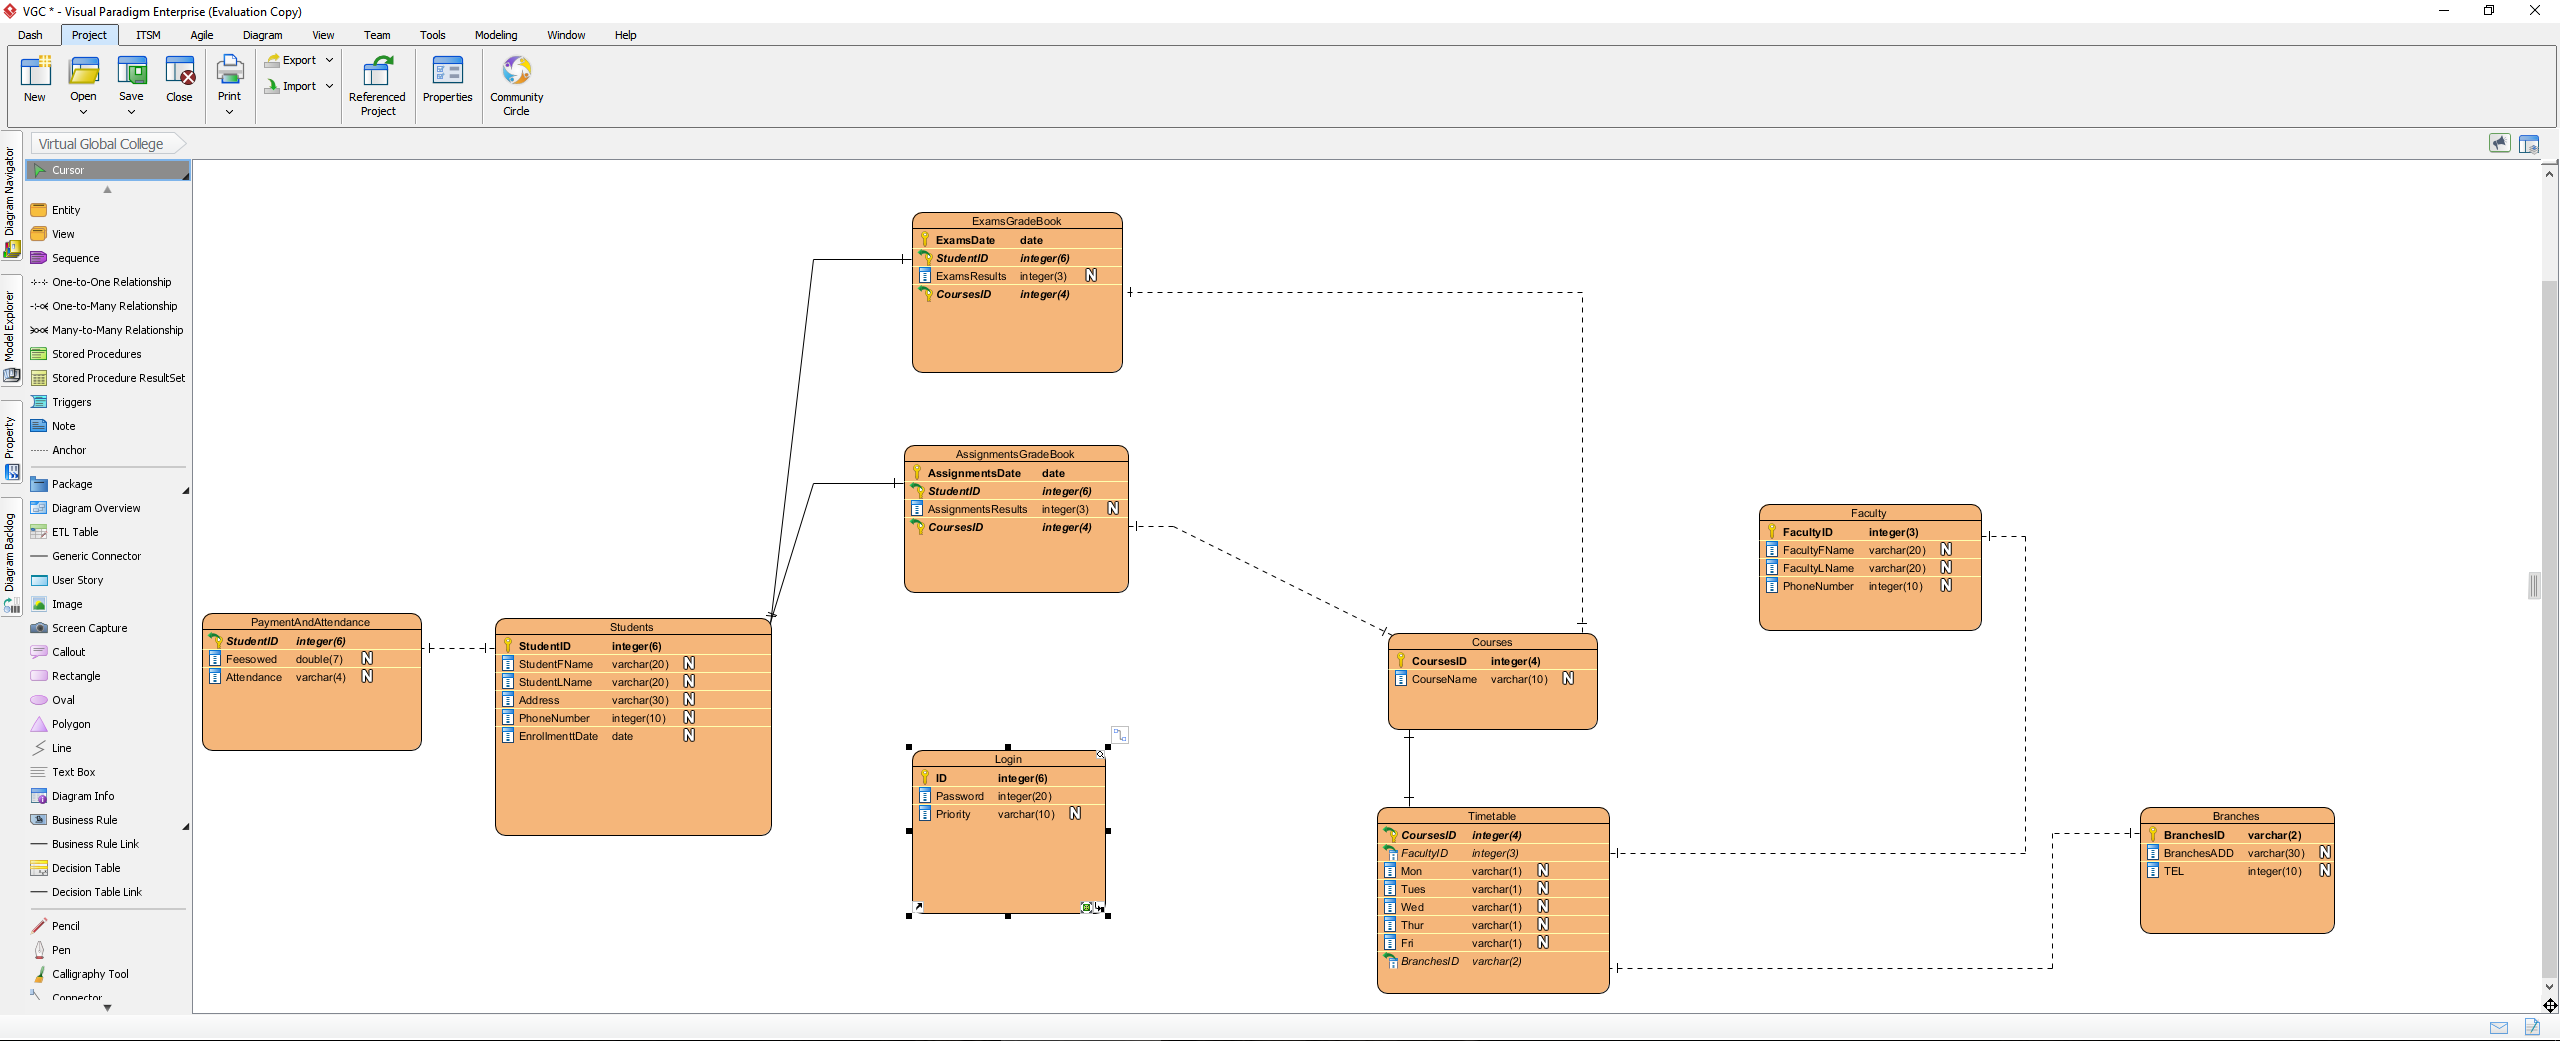 VGC * - Visual Paradigm Enterprise (Evaluation Copy)
Dash Project ITSM Agile Diagram View Team Tools Modeling Window Help
New Open Save Close Print Export Import Referenced Project Properties Community Circle
Virtual Global College
Diagram Navigator
Model Explorer
Property
Diagram Backlog
Cursor
Entity
View
Sequence
One-to-One Relationship
One-to-Many Relationship
Many-to-Many Relationship
Stored Procedures
Stored Procedure ResultSet
Triggers
Note
Anchor
Package
Diagram Overview
ETL Table
Generic Connector
User Story
Image
Screen Capture
Callout
Rectangle
Oval
Polygon
Line
Text Box
Diagram Info
Business Rule
Business Rule Link
Decision Table
Decision Table Link
Pencil
Pen
Calligraphy Tool
Connector
ExamsGradeBook
ExamsDate date
StudentID integer(6)
ExamsResults integer(3) N
CoursesID integer(4)
AssignmentsGradeBook
AssignmentsDate date
StudentID integer(6)
AssignmentsResults integer(3) N
CoursesID integer(4)
Faculty
FacultyID integer(3)
FacultyFName varchar(20) N
FacultyLName varchar(20) N
PhoneNumber integer(10) N
PaymentAndAttendance
StudentID integer(6)
Feesowed double(7) N
Attendance varchar(4) N
Students
StudentID integer(6)
StudentFName varchar(20) N
StudentLName varchar(20) N
Address varchar(30) N
PhoneNumber integer(10) N
EnrollmenttDate date N
Courses
CoursesID integer(4)
CourseName varchar(10) N
Login
ID integer(6)
Password integer(20)
Priority varchar(10) N
Timetable
CoursesID integer(4)
FacultyID integer(3)
Mon varchar(1) N
Tues varchar(1) N
Wed varchar(1) N
Thur varchar(1) N
Fri varchar(1) N
BranchesID varchar(2)
Branches
BranchesID varchar(2)
BranchesADD varchar(30) N
TEL integer(10) N